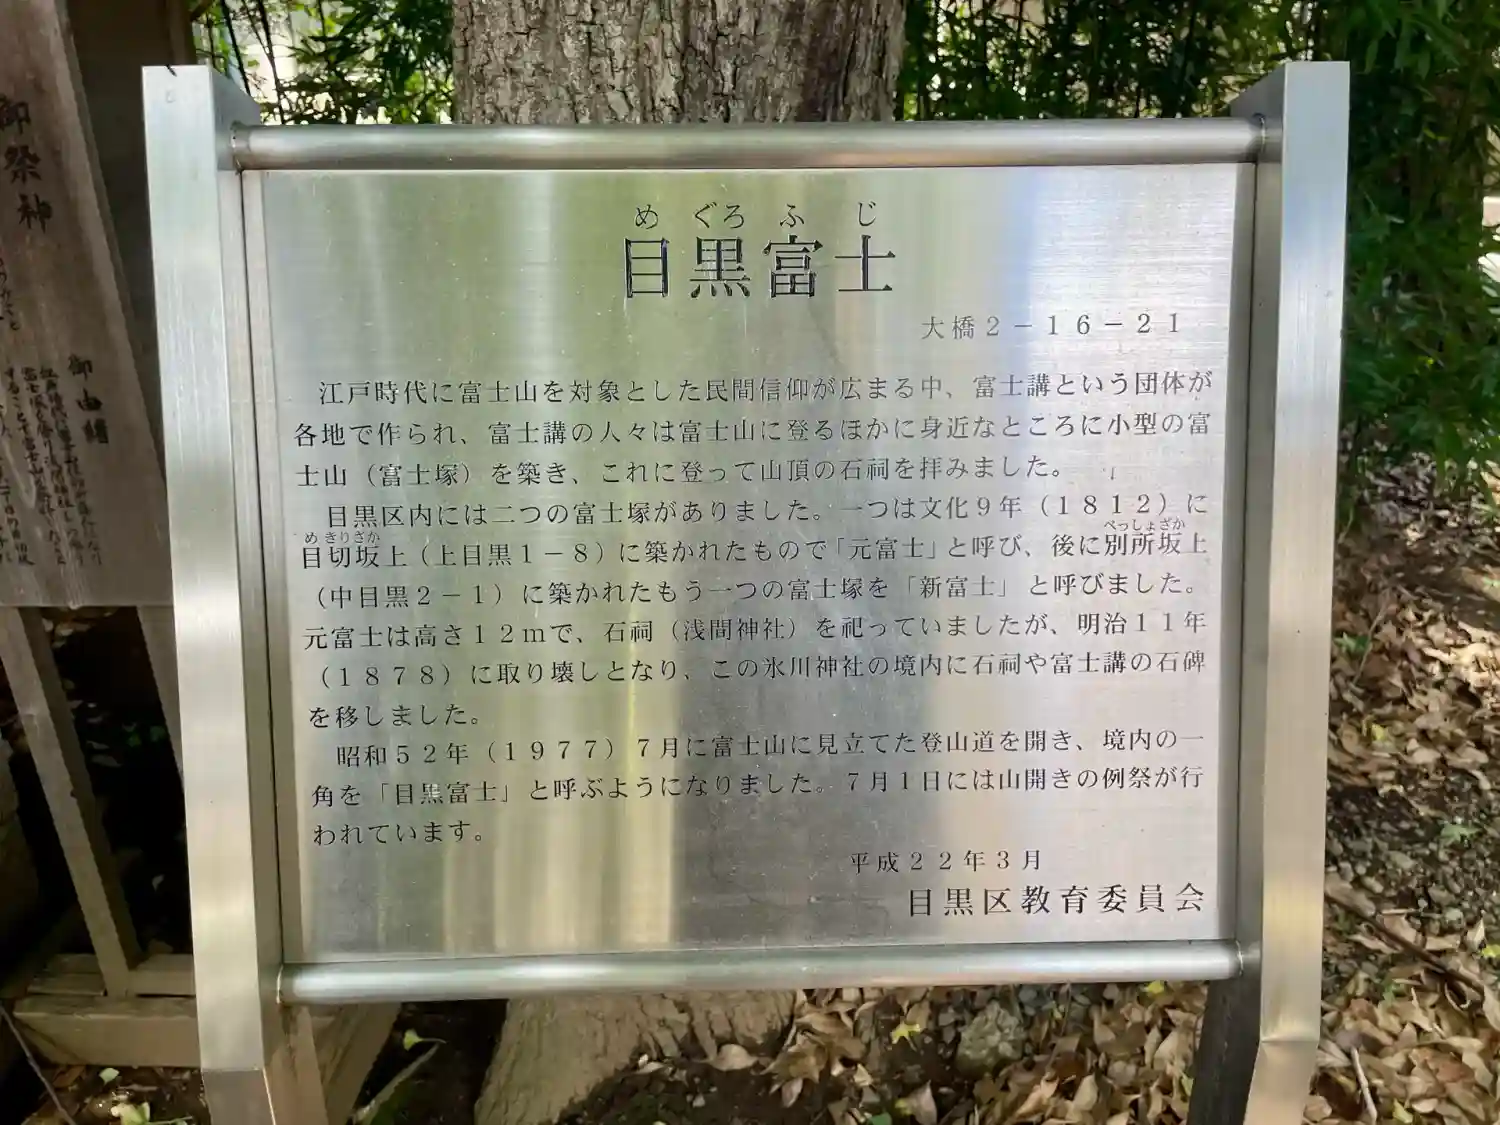 めぐろふじ
目黒富士
大橋２－１６－２１
江戸時代に富士山を対象とした民間信仰が広まる中、富士講という団体が
各地で作られ、富士講の人々は富士山に登るほかに身近なところに小型の富
士山（富士塚）を築き、これに登って山頂の石祠を拝みました。
目黒区内には二つの富士塚がありました。一つは文化９年（１８１２）に
めきりざか べっしょざか
目切坂上（上目黒１－８）に築かれたもので「元富士」と呼び、後に別所坂上
（中目黒２－１）に築かれたもう一つの富士塚を「新富士」と呼びました。
元富士は高さ１２ｍで、石祠（浅間神社）を祀っていましたが、明治１１年
（１８７８）に取り壊しとなり、この氷川神社の境内に石祠や富士講の石碑
を移しました。
昭和５２年（１９７７）７月に富士山に見立てた登山道を開き、境内の一
角を「目黒富士」と呼ぶようになりました。７月１日には山開きの例祭が行
われています。
平成２２年３月
目黒区教育委員会
御祭神
御由緒